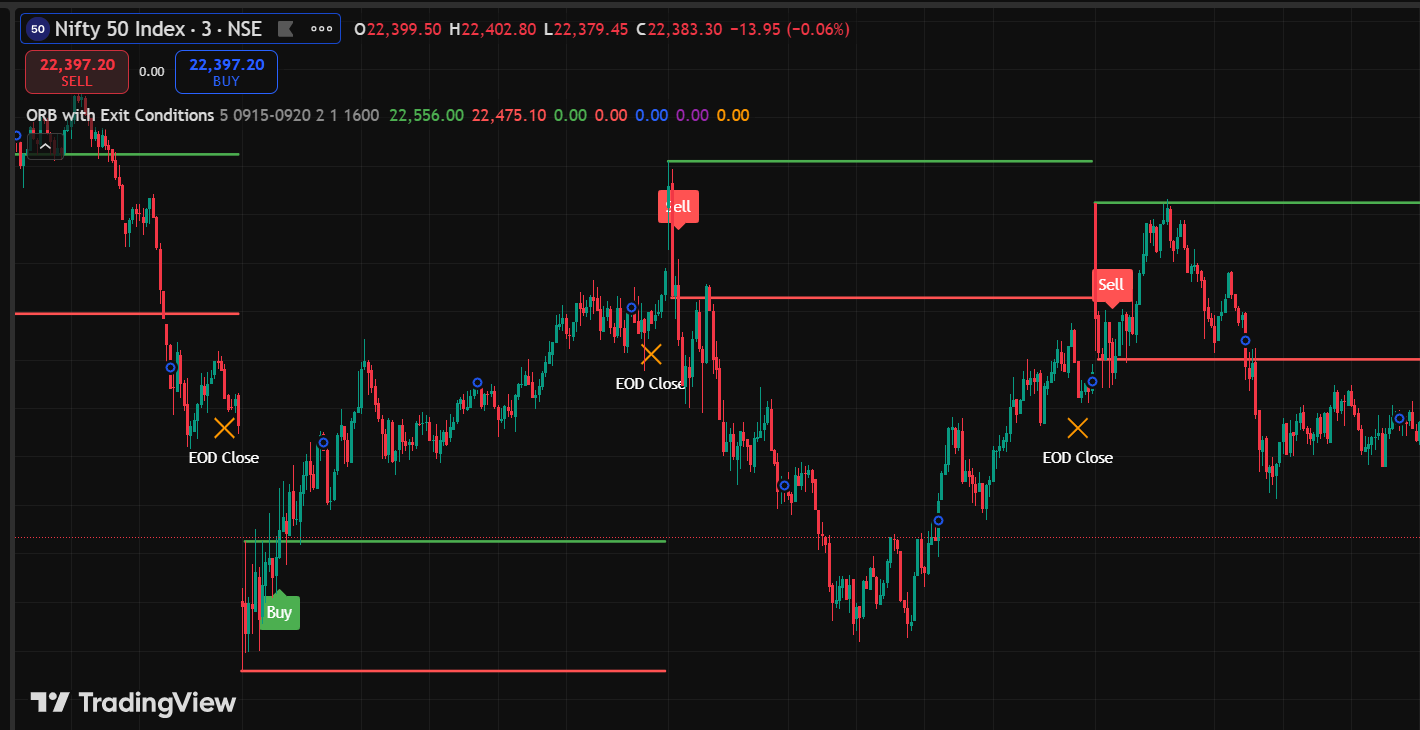 50 Nifty 50 Index · 3 · NSE O22,399.50 H22,402.80 L22,379.45 C22,383.30 −13.95 (−0.06%)
22,397.20 0.00 22,397.20
SELL BUY
ORB with Exit Conditions 5 0915-0920 2 1 1600 22,556.00 22,475.10 0.00 0.00 0.00 0.00 0.00
Sell
Sell
EOD Close
EOD Close
EOD Close
Buy
TradingView